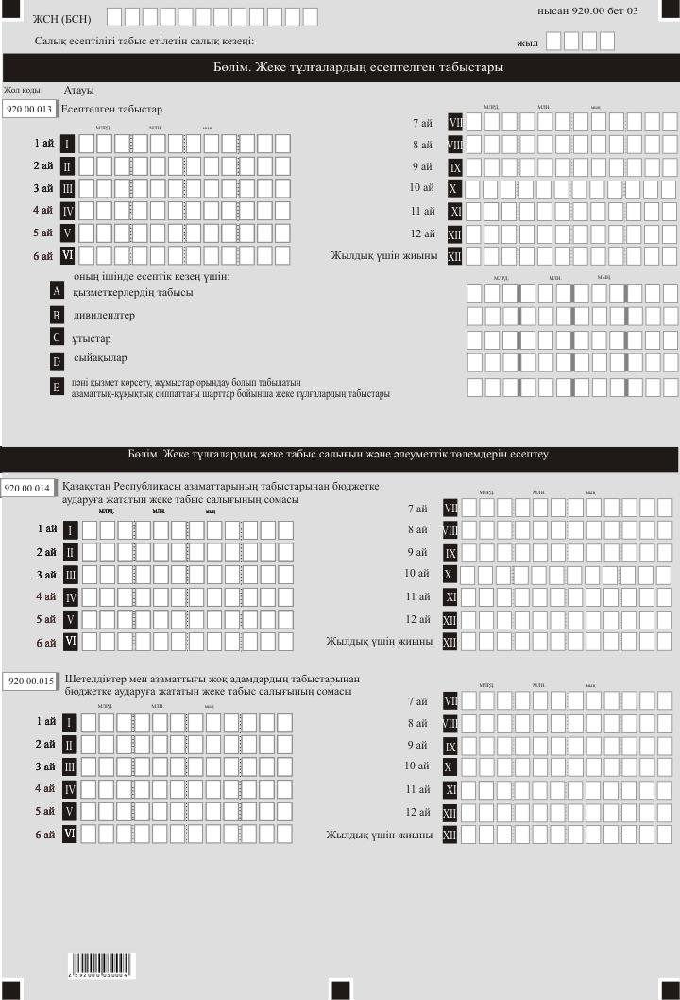 ЖСН (БСН)
нысан 920.00 бет 03
Салық есептілігі табыс етілетін салық кезеңі:
жыл
Бөлім. Жеке тұлғалардың есептелген табыстары
Жол коды Атауы
920.00.013 Есептелген табыстар
МЛРД. МЛН. мың
1 ай I
2 ай II
3 ай III
4 ай IV
5 ай V
6 ай VI
МЛРД. МЛН. мың
7 ай VII
8 ай VIII
9 ай IX
10 ай X
11 ай XI
12 ай XII
Жылдық үшін жиыны XII
оның ішінде есептік кезең үшін:
МЛРД. МЛН. МЫҢ
A қызметкерлердің табысы
B дивидендтер
C ұтыстар
D сыйақылар
E пәні қызмет көрсету, жұмыстар орындау болып табылатын
азаматтық-құқықтық сиппаттағы шарттар бойынша жеке тұлғалардың табыстары
Бөлім. Жеке тұлғалардың жеке табыс салығын және әлеуметтік төлемдерін есептеу
920.00.014 Қазақстан Республикасы азаматтарының табыстарынан бюджетке
аударуға жататын жеке табыс салығының сомасы
МЛРД. МЛН. мың
1 ай I
2 ай II
3 ай III
4 ай IV
5 ай V
6 ай VI
МЛРД. МЛН. мың
7 ай VII
8 ай VIII
9 ай IX
10 ай X
11 ай XI
12 ай XII
Жылдық үшін жиыны XII
920.00.015 Шетелдіктер мен азаматтығы жоқ адамдардың табыстарынан
бюджетке аударуға жататын жеке табыс салығының сомасы
МЛРД. МЛН. мың
1 ай I
2 ай II
3 ай III
4 ай IV
5 ай V
6 ай VI
МЛРД. МЛН. мың
7 ай VII
8 ай VIII
9 ай IX
10 ай X
11 ай XI
12 ай XII
Жылдық үшін жиыны XII
2 292000 030004